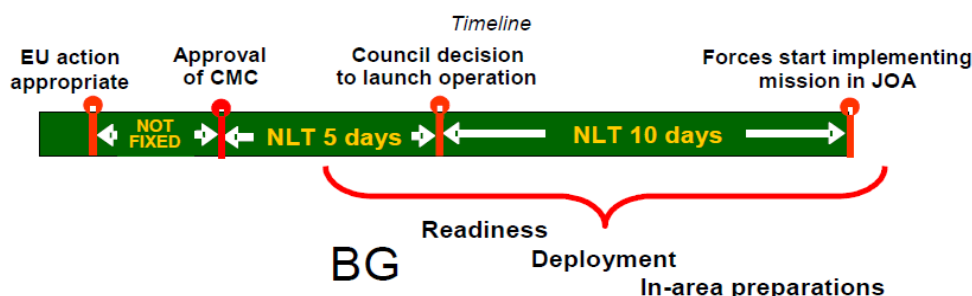 Timeline
EU action
appropriate
Approval
of CMC
Council decision
to launch operation
Forces start implementing
mission in JOA
NOT
FIXED
NLT 5 days
NLT 10 days
Readiness
BG
Deployment
In-area preparations